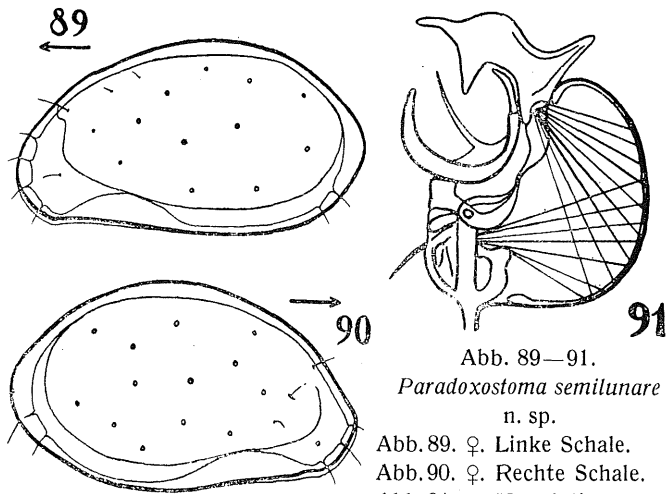 89
90
91
Abb. 89—91.
Paradoxostoma semilunare
n. sp.
Abb. 89. ♀. Linke Schale.
Abb. 90. ♀. Rechte Schale.